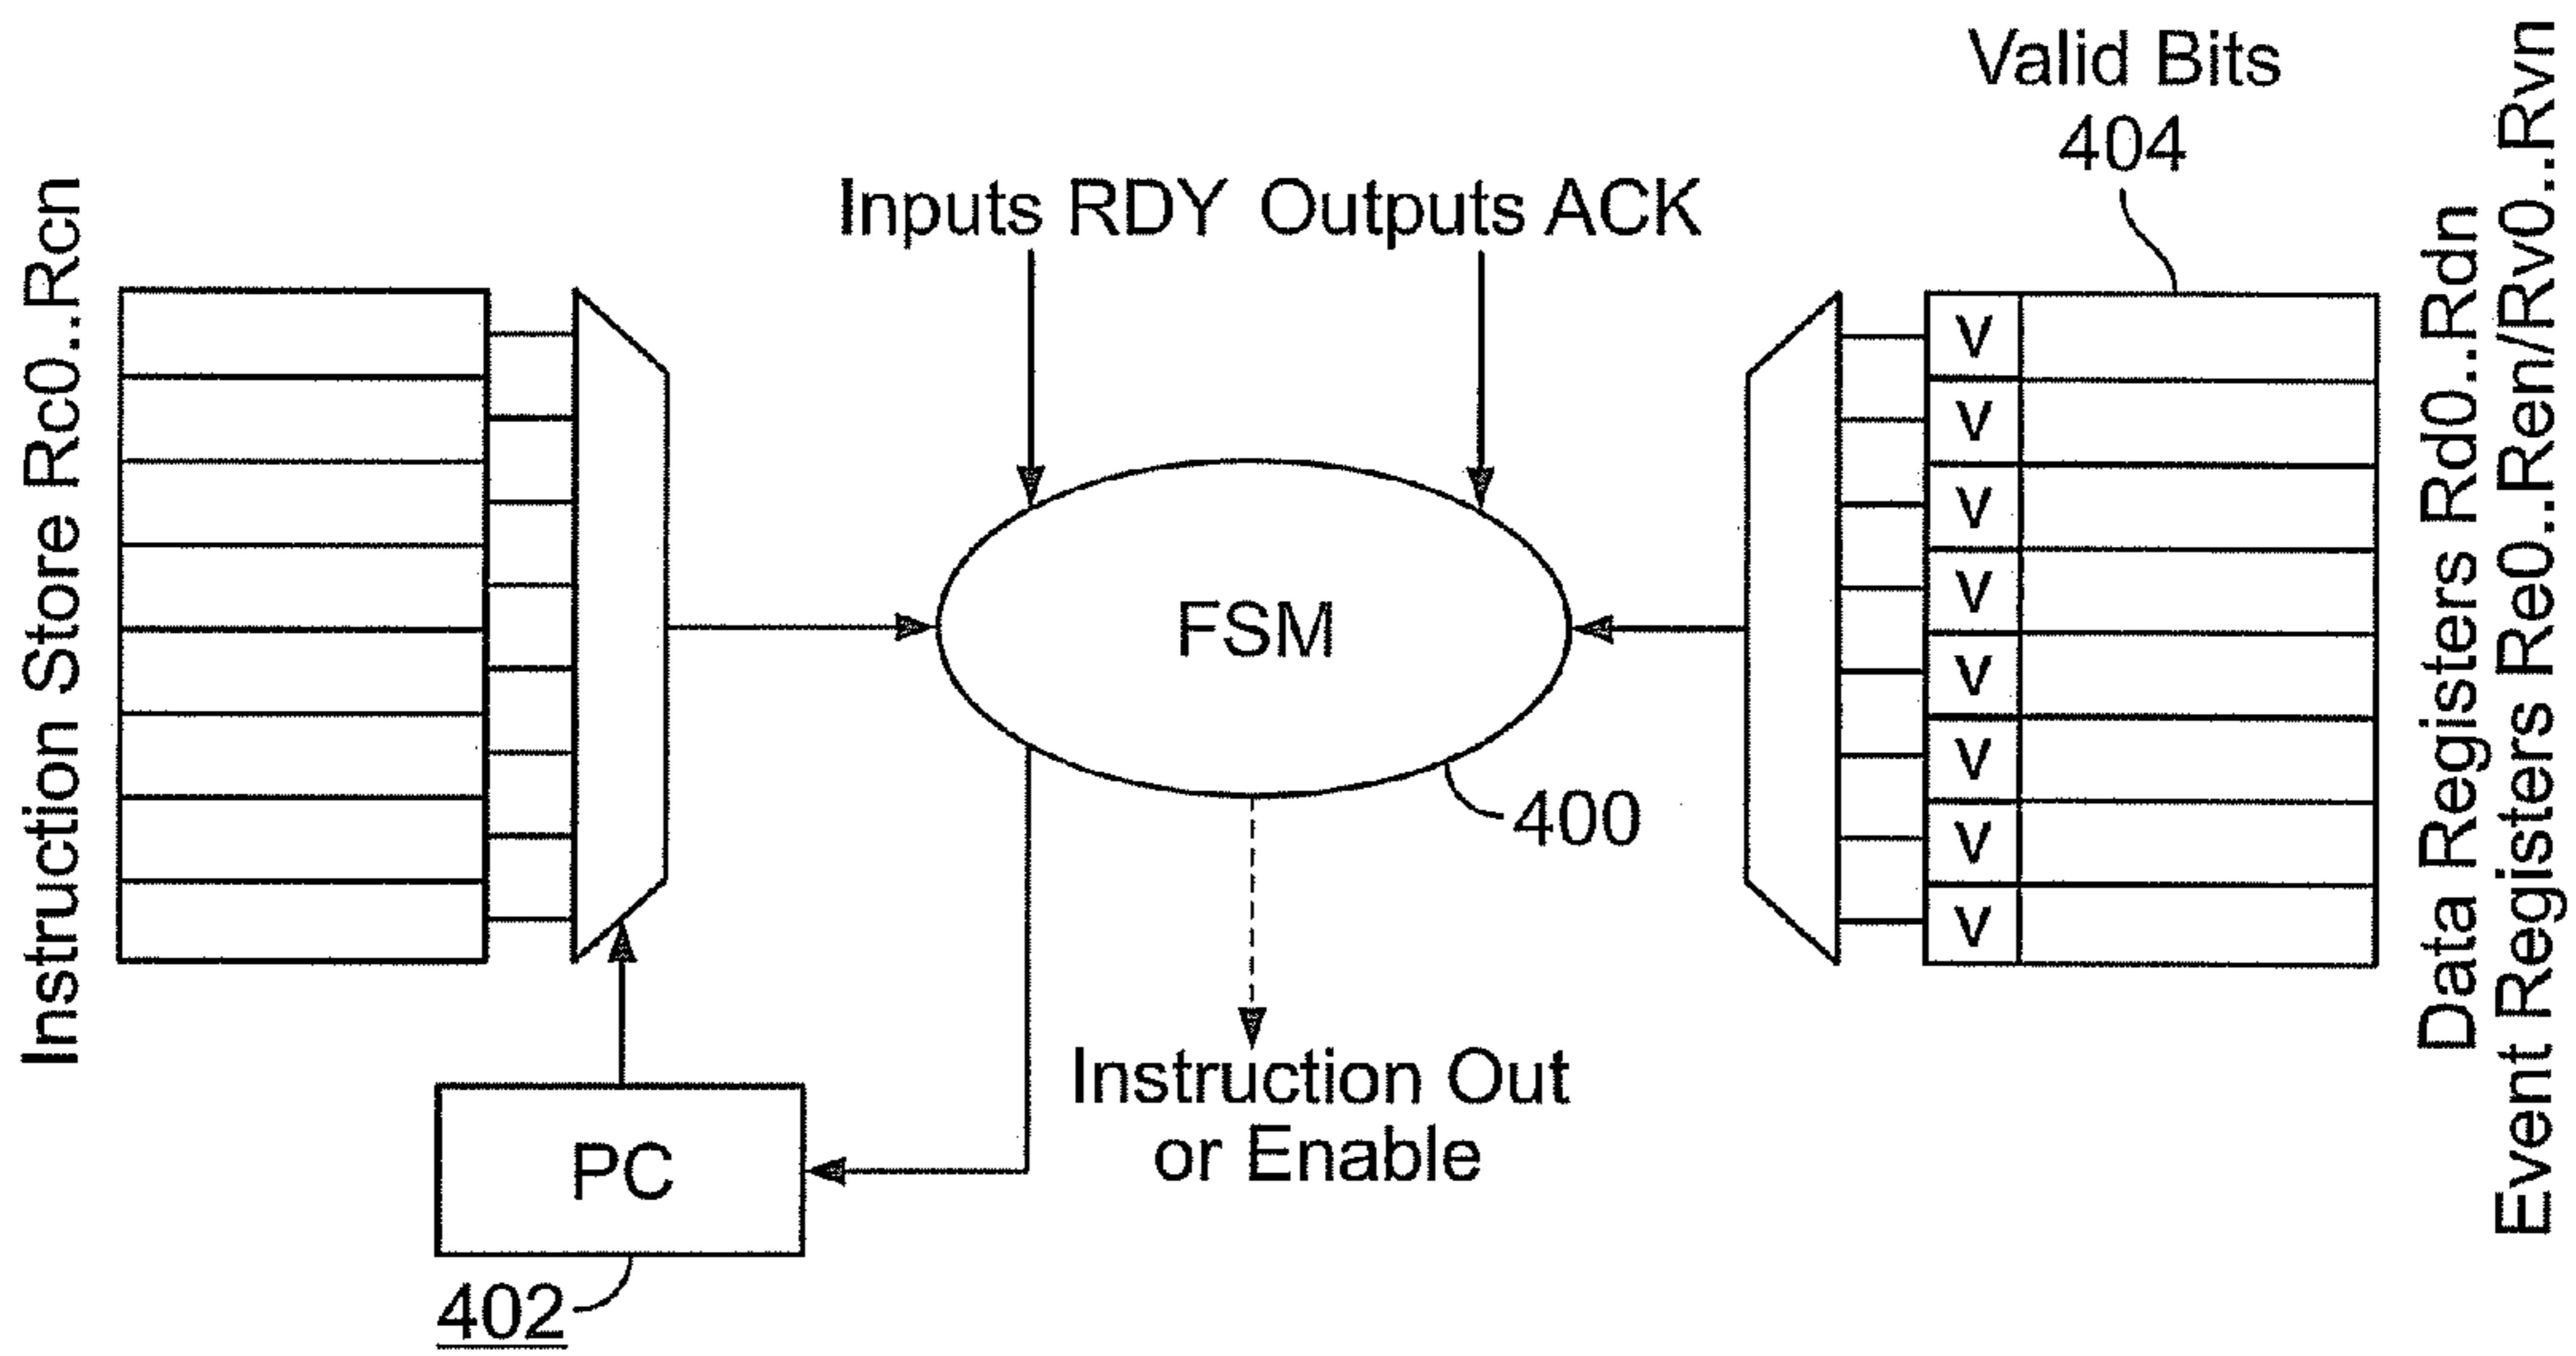 Instruction Store Rc0..Rcn
Inputs RDY Outputs ACK
Valid Bits
404
V
V
V
V
V
V
V
V
Data Registers Rd0..Rdn
Event Registers Re0..Ren/Rv0..Rvn
FSM
400
Instruction Out
or Enable
PC
402